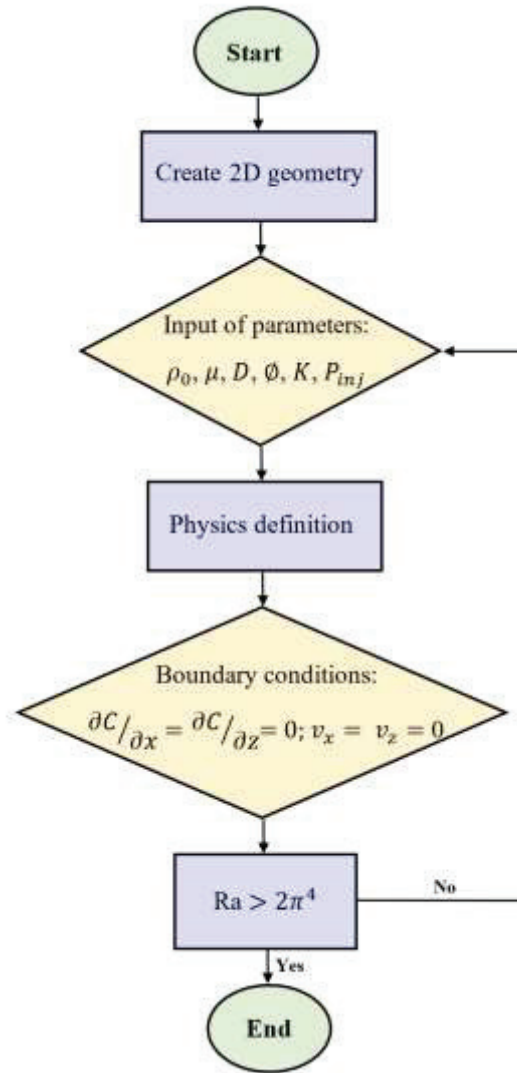 Start
Create 2D geometry
Input of parameters:
𝜌₀, 𝜇, 𝐷, Ø, 𝐾, 𝑃ᵢₙⱼ
Physics definition
Boundary conditions:
∂C/∂x = ∂C/∂z = 0; vₓ = v_z = 0
Ra > 2π⁴
No
Yes
End